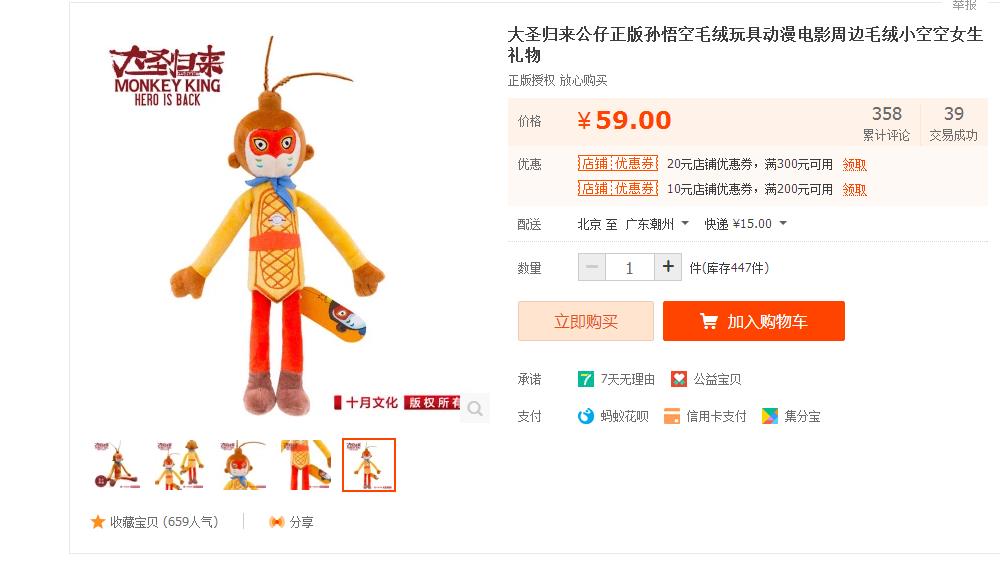 举报
大圣归来
MONKEY KING
HERO IS BACK
十月文化 版权所有
收藏宝贝 (659人气)
分享
大圣归来公仔正版孙悟空毛绒玩具动漫电影周边毛绒小空空女生
礼物
正版授权 放心购买
价格 ¥59.00
358
累计评论
39
交易成功
优惠 店铺 优惠券 20元店铺优惠券，满300元可用 领取
店铺 优惠券 10元店铺优惠券，满200元可用 领取
配送 北京 至 广东潮州 快递 ¥15.00
数量 − 1 + 件(库存447件)
立即购买 加入购物车
承诺 7 7天无理由 公益宝贝
支付 蚂蚁花呗 信用卡支付 集分宝